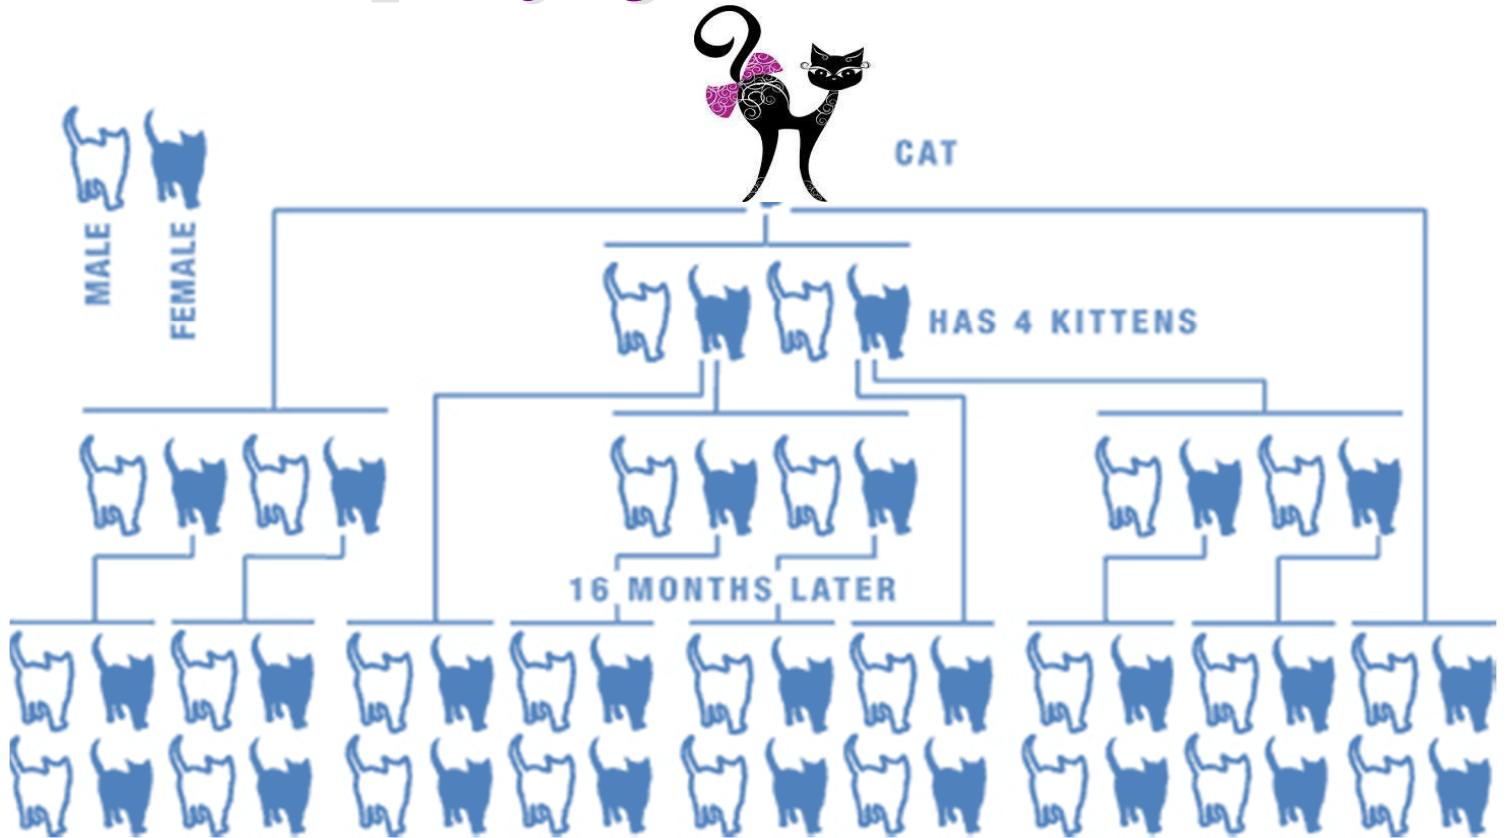 CAT
MALE
FEMALE
HAS 4 KITTENS
16 MONTHS LATER